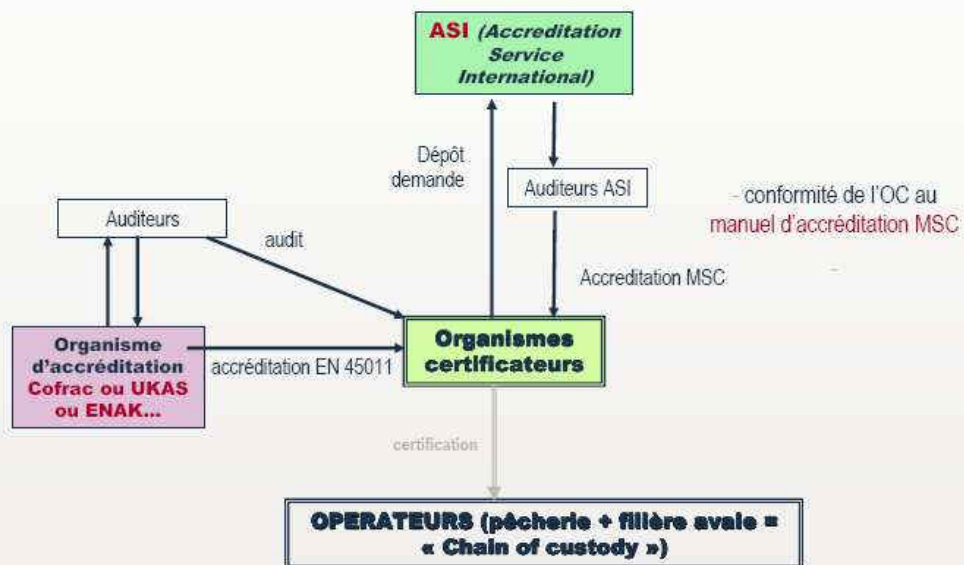 ASI (Accreditation
Service
International)
Dépôt
demande
Auditeurs ASI
- conformité de l'OC au
manuel d'accréditation MSC
-
Auditeurs
audit
Accreditation MSC
Organisme
d'accréditation
Cofrac ou UKAS
ou ENAK...
accréditation EN 45011
Organismes
certificateurs
certification
OPERATEURS (pêcherie + filière avale =
« Chain of custody »)